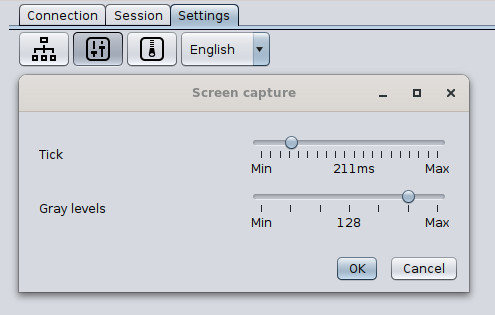 Connection Session Settings
English
Screen capture
Tick
Min 211ms Max
Gray levels
Min 128 Max
OK Cancel